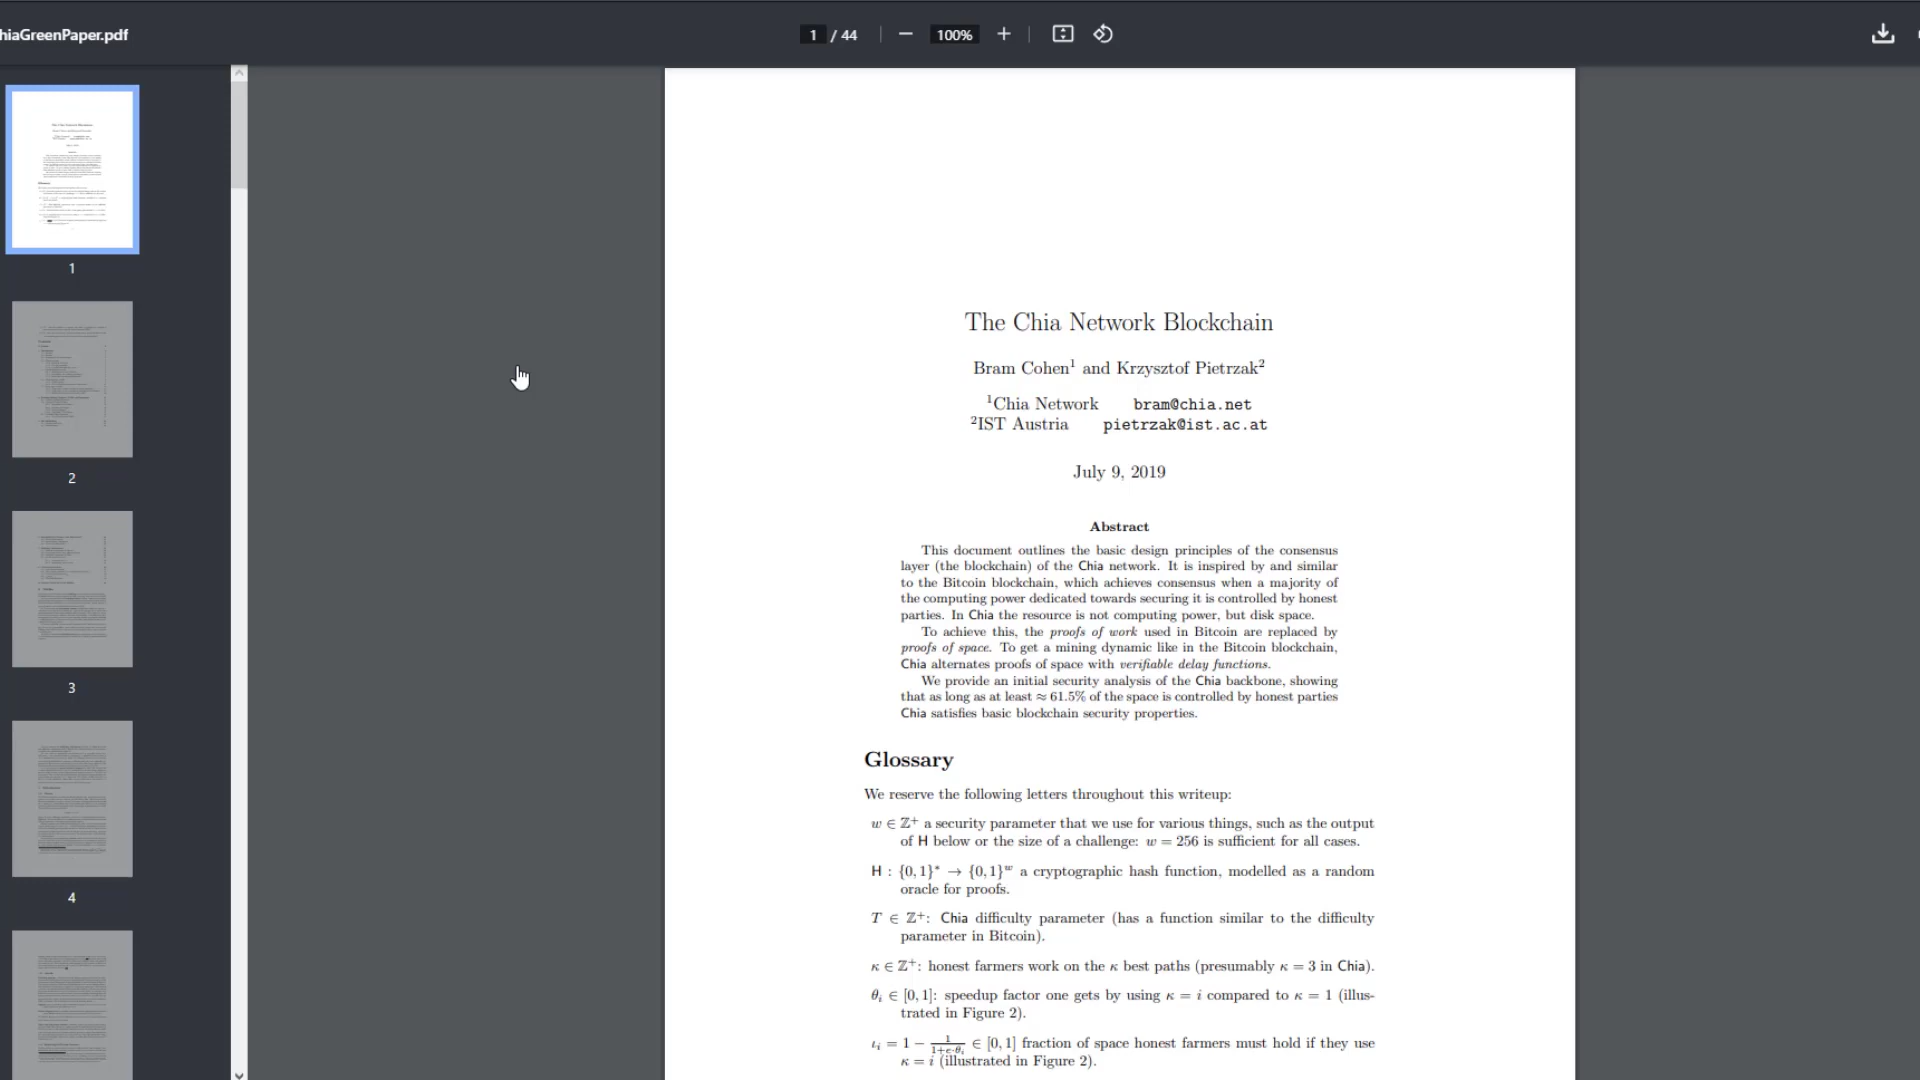 hiaGreenPaper.pdf
1 / 44
100%
1
2
3
4
The Chia Network Blockchain
Bram Cohen¹ and Krzysztof Pietrzak²
¹Chia Network bram@chia.net
²IST Austria pietrzak@ist.ac.at
July 9, 2019
Abstract
This document outlines the basic design principles of the consensus
layer (the blockchain) of the Chia network. It is inspired by and similar
to the Bitcoin blockchain, which achieves consensus when a majority of
the computing power dedicated towards securing it is controlled by honest
parties. In Chia the resource is not computing power, but disk space.
To achieve this, the proofs of work used in Bitcoin are replaced by
proofs of space. To get a mining dynamic like in the Bitcoin blockchain,
Chia alternates proofs of space with verifiable delay functions.
We provide an initial security analysis of the Chia backbone, showing
that as long as at least ≈ 61.5% of the space is controlled by honest parties
Chia satisfies basic blockchain security properties.
Glossary
We reserve the following letters throughout this writeup:
w ∈ ℤ⁺ a security parameter that we use for various things, such as the output
of H below or the size of a challenge: w = 256 is sufficient for all cases.
H : {0, 1}* → {0, 1}ʷ a cryptographic hash function, modelled as a random
oracle for proofs.
T ∈ ℤ⁺: Chia difficulty parameter (has a function similar to the difficulty
parameter in Bitcoin).
κ ∈ ℤ⁺: honest farmers work on the κ best paths (presumably κ = 3 in Chia).
θᵢ ∈ [0, 1]: speedup factor one gets by using κ = i compared to κ = 1 (illus-
trated in Figure 2).
ιᵢ = 1 − 1/(1+e·θᵢ) ∈ [0, 1] fraction of space honest farmers must hold if they use
κ = i (illustrated in Figure 2).